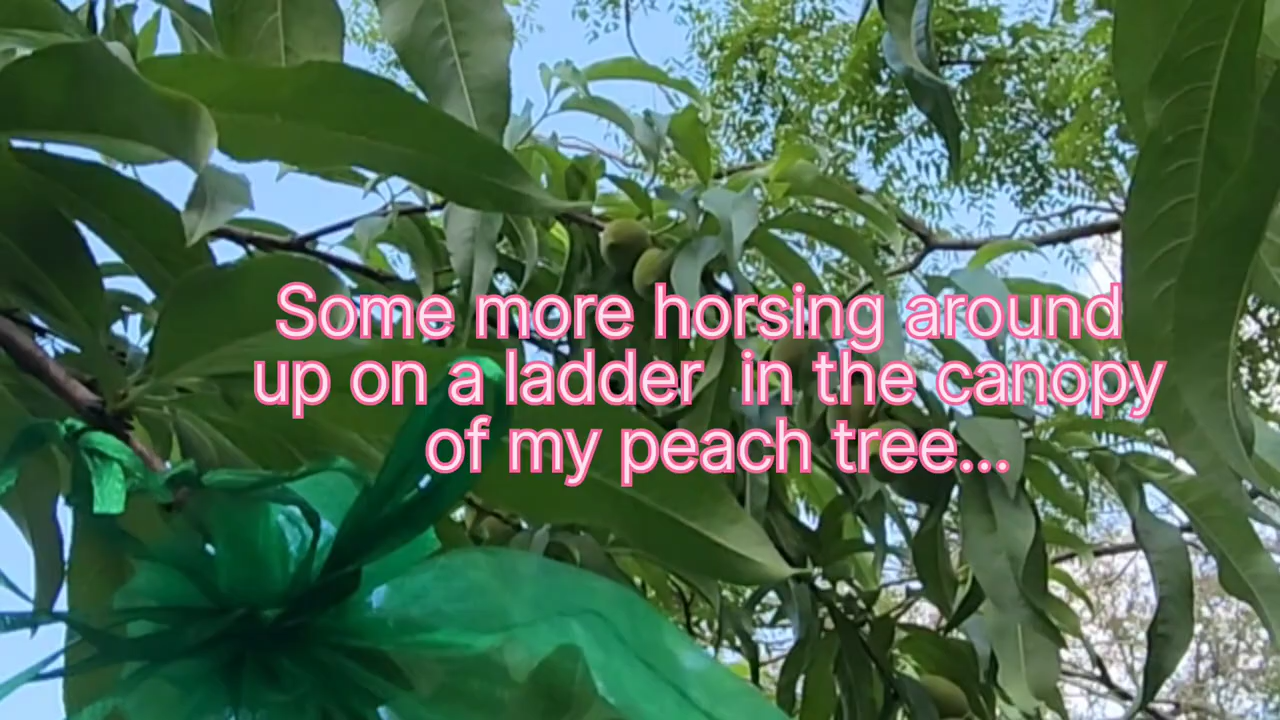 Some more horsing around
up on a ladder in the canopy
of my peach tree...